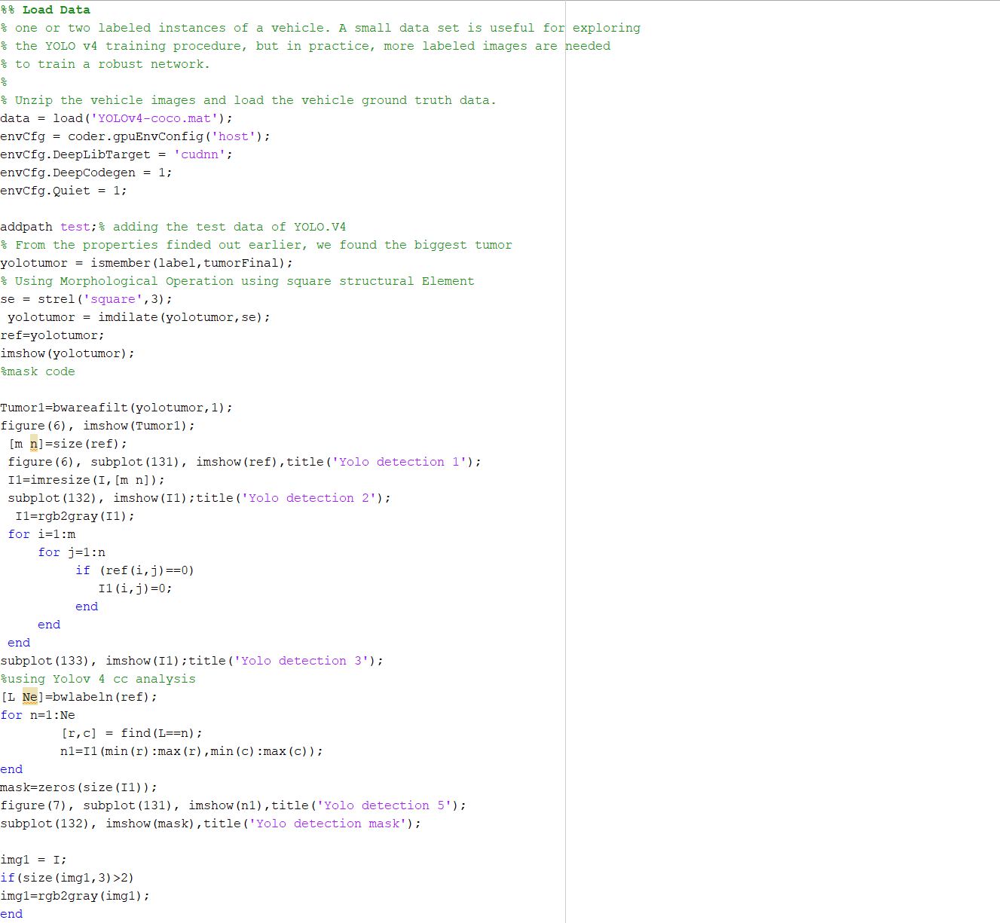 %% Load Data
% one or two labeled instances of a vehicle. A small data set is useful for exploring
% the YOLO v4 training procedure, but in practice, more labeled images are needed
% to train a robust network.
%
% Unzip the vehicle images and load the vehicle ground truth data.
data = load('YOLOv4-coco.mat');
envCfg = coder.gpuEnvConfig('host');
envCfg.DeepLibTarget = 'cudnn';
envCfg.DeepCodegen = 1;
envCfg.Quiet = 1;
addpath test;% adding the test data of YOLO.V4
% From the properties finded out earlier, we found the biggest tumor
yolotumor = ismember(label,tumorFinal);
% Using Morphological Operation using square structural Element
se = strel('square',3);
yolotumor = imdilate(yolotumor,se);
ref=yolotumor;
imshow(yolotumor);
%mask code
Tumor1=bwareafilt(yolotumor,1);
figure(6), imshow(Tumor1);
[m n]=size(ref);
figure(6), subplot(131), imshow(ref),title('Yolo detection 1');
I1=imresize(I,[m n]);
subplot(132), imshow(I1);title('Yolo detection 2');
I1=rgb2gray(I1);
for i=1:m
for j=1:n
if (ref(i,j)==0)
I1(i,j)=0;
end
end
end
subplot(133), imshow(I1);title('Yolo detection 3');
%using Yolov 4 cc analysis
[L Ne]=bwlabeln(ref);
for n=1:Ne
[r,c] = find(L==n);
n1=I1(min(r):max(r),min(c):max(c));
end
mask=zeros(size(I1));
figure(7), subplot(131), imshow(n1),title('Yolo detection 5');
subplot(132), imshow(mask),title('Yolo detection mask');
img1 = I;
if(size(img1,3)>2)
img1=rgb2gray(img1);
end